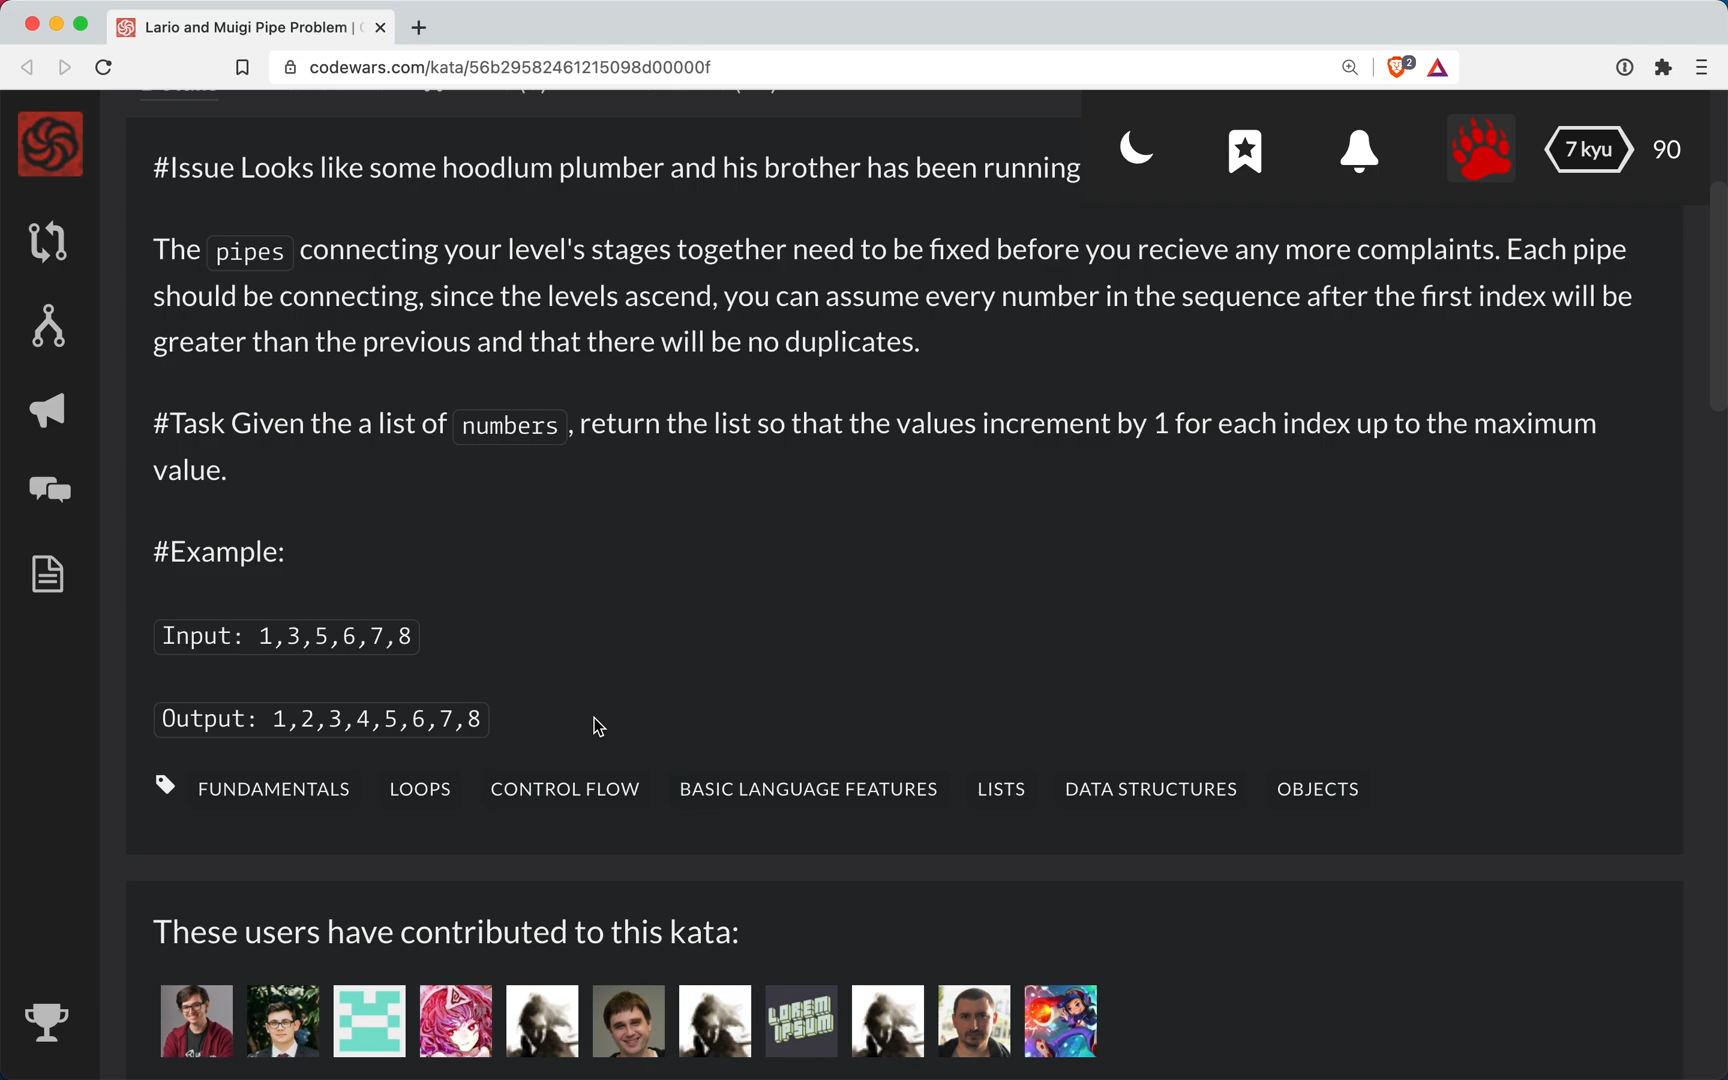 Lario and Muigi Pipe Problem |
codewars.com/kata/56b29582461215098d00000f
2
#Issue Looks like some hoodlum plumber and his brother has been running
7 kyu
90
The pipes connecting your level's stages together need to be fixed before you recieve any more complaints. Each pipe
should be connecting, since the levels ascend, you can assume every number in the sequence after the first index will be
greater than the previous and that there will be no duplicates.
#Task Given the a list of numbers, return the list so that the values increment by 1 for each index up to the maximum
value.
#Example:
Input: 1,3,5,6,7,8
Output: 1,2,3,4,5,6,7,8
FUNDAMENTALS LOOPS CONTROL FLOW BASIC LANGUAGE FEATURES LISTS DATA STRUCTURES OBJECTS
These users have contributed to this kata:
LOREM
IPSUM